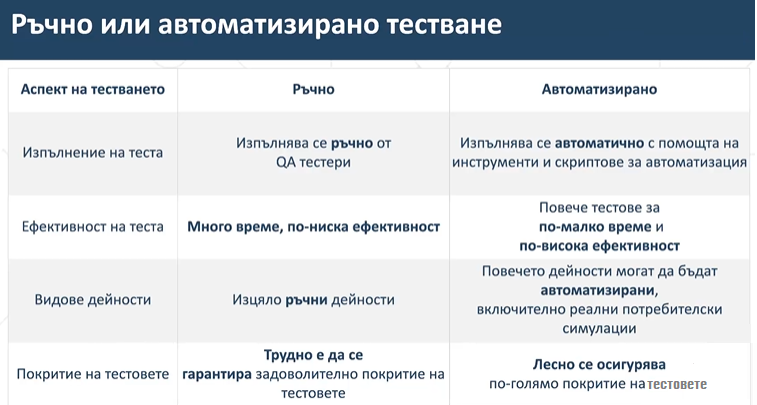 Ръчно или автоматизирано тестване
Аспект на тестването
Ръчно
Автоматизирано
Изпълнение на теста
Изпълнява се ръчно от
QA тестери
Изпълнява се автоматично с помощта на
инструменти и скриптове за автоматизация
Ефективност на теста
Много време, по-ниска ефективност
Повече тестове за
по-малко време и
по-висока ефективност
Видове дейности
Изцяло ръчни дейности
Повечето дейности могат да бъдат
автоматизирани,
включително реални потребителски
симулации
Покритие на тестовете
Трудно е да се
гарантира задоволително покритие на
тестовете
Лесно се осигурява
по-голямо покритие на тестовете